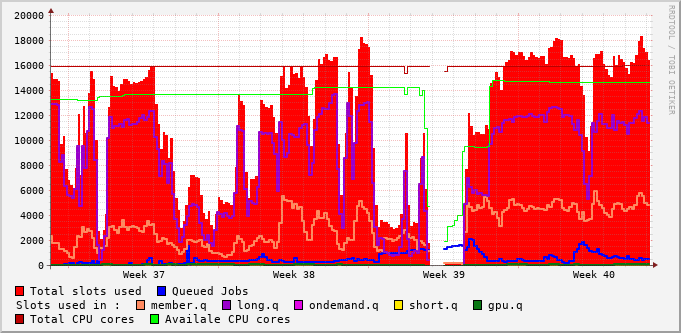 20000
18000
16000
14000
12000
10000
8000
6000
4000
2000
0
Week 37 Week 38 Week 39 Week 40
RRDTOOL / TOBI OETIKER
Total slots used Queued Jobs
Slots used in : member.q long.q ondemand.q short.q gpu.q
Total CPU cores Availale CPU cores